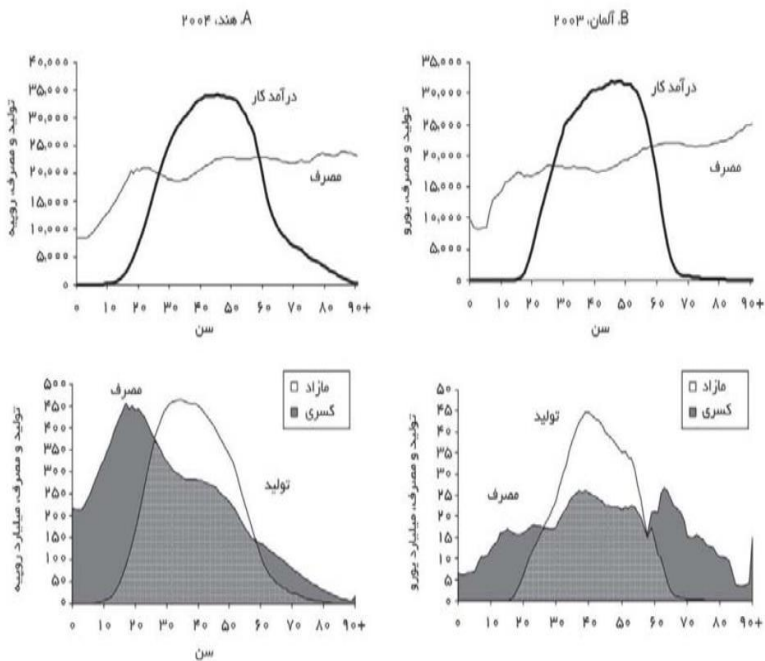 A. هند، ۲۰۰۴
تولید و مصرف، روپیه
۴۰,۰۰۰
۳۵,۰۰۰
۳۰,۰۰۰
۲۵,۰۰۰
۲۰,۰۰۰
۱۵,۰۰۰
۱۰,۰۰۰
۵,۰۰۰
۰
درآمد کار
مصرف
۰ ۱۰ ۲۰ ۳۰ ۴۰ ۵۰ ۶۰ ۷۰ ۸۰ ۹۰+
سن
B. آلمان، ۲۰۰۳
تولید و مصرف، یورو
۳۵,۰۰۰
۳۰,۰۰۰
۲۵,۰۰۰
۲۰,۰۰۰
۱۵,۰۰۰
۱۰,۰۰۰
۵,۰۰۰
۰
درآمد کار
مصرف
۰ ۱۰ ۲۰ ۳۰ ۴۰ ۵۰ ۶۰ ۷۰ ۸۰ ۹۰+
سن
تولید و مصرف، میلیارد روپیه
۵۰۰
۴۵۰
۴۰۰
۳۵۰
۳۰۰
۲۵۰
۲۰۰
۱۵۰
۱۰۰
۵۰
۰
مصرف
مازاد
کسری
تولید
۰ ۱۰ ۲۰ ۳۰ ۴۰ ۵۰ ۶۰ ۷۰ ۸۰ ۹۰+
سن
تولید و مصرف، میلیارد یورو
۵۰
۴۵
۴۰
۳۵
۳۰
۲۵
۲۰
۱۵
۱۰
۵
۰
مازاد
کسری
تولید
مصرف
۰ ۱۰ ۲۰ ۳۰ ۴۰ ۵۰ ۶۰ ۷۰ ۸۰ ۹۰+